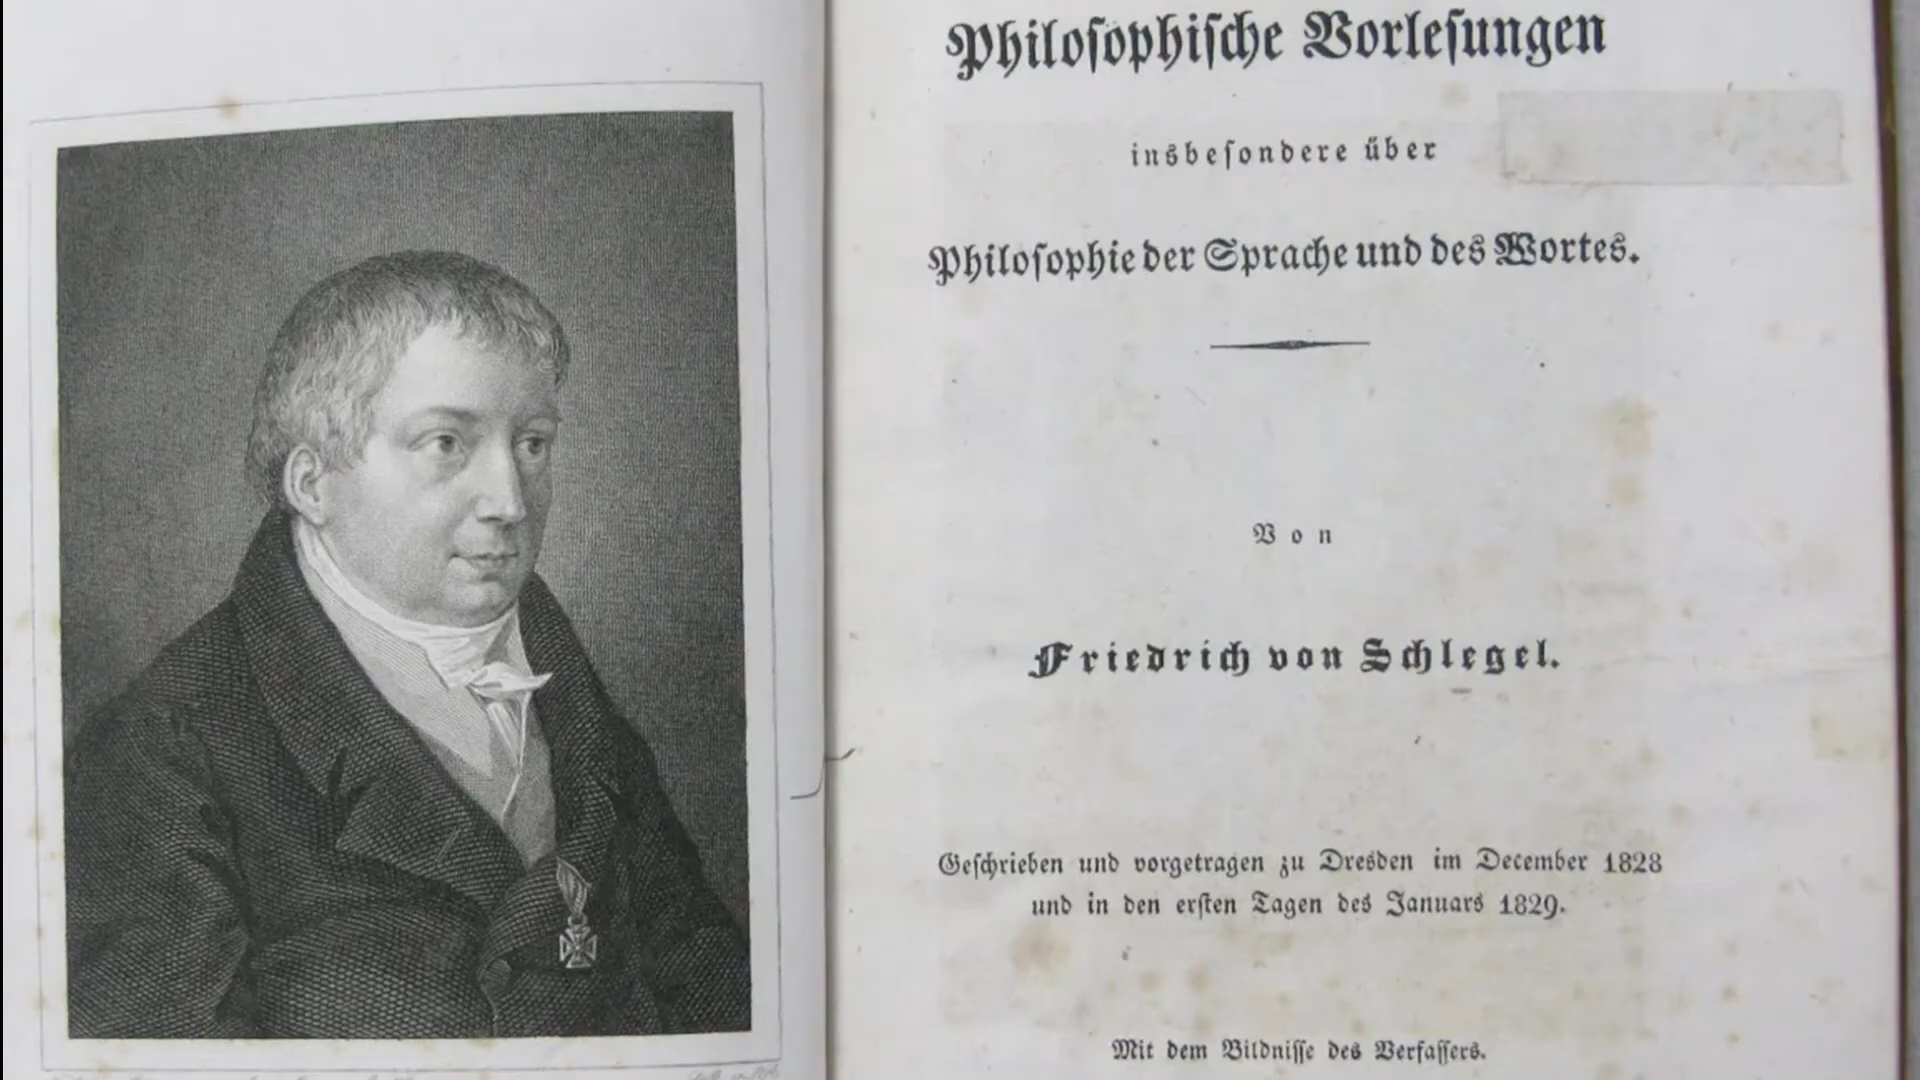 Philosophische Vorlesungen
insbesondere über
Philosophie der Sprache und des Wortes.
Von
Friedrich von Schlegel.
Geschrieben und vorgetragen zu Dresden im December 1828
und in den ersten Tagen des Januars 1829.
Mit dem Bildnisse des Verfassers.